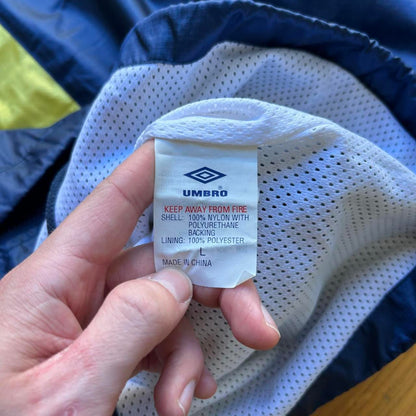 UMBRO®
KEEP AWAY FROM FIRE
SHELL: 100% NYLON WITH
POLYURETHANE
BACKING
LINING: 100% POLYESTER
L
MADE IN CHINA